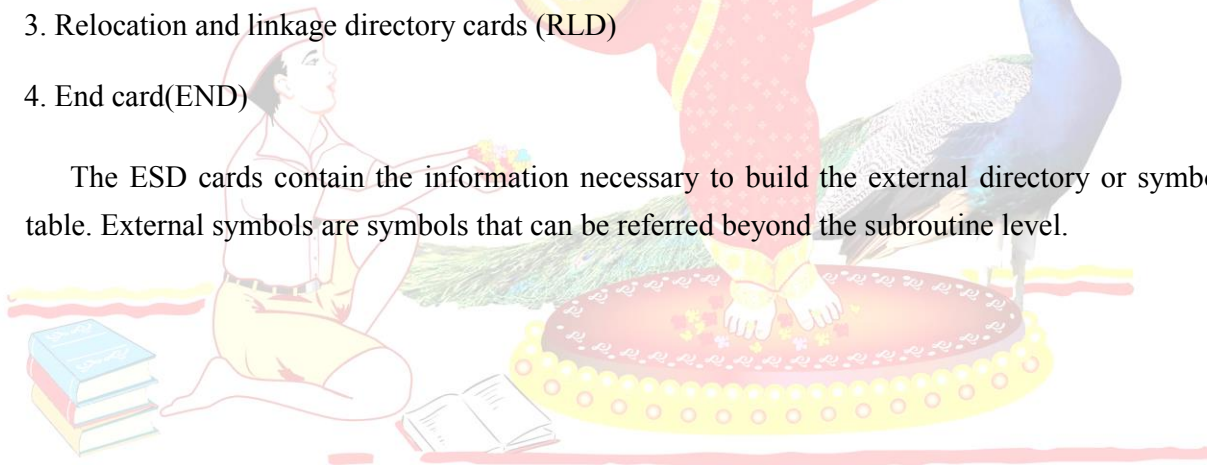 3. Relocation and linkage directory cards (RLD)
4. End card(END)
The ESD cards contain the information necessary to build the external directory or symbo
table. External symbols are symbols that can be referred beyond the subroutine level.